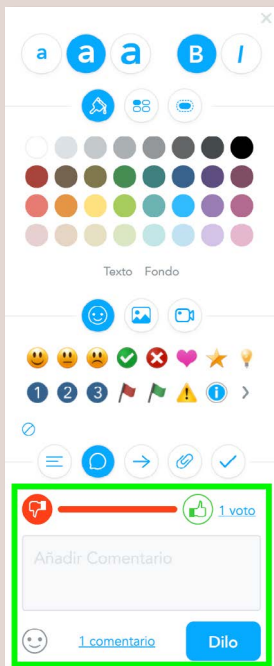 a a a B I
Texto Fondo
1 2 3
1 voto
Añadir Comentario
1 comentario Dilo